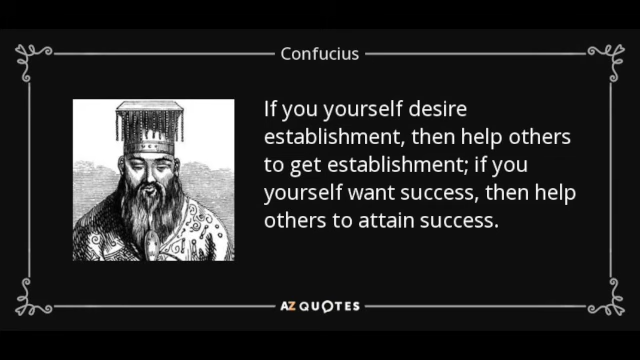 Confucius
If you yourself desire
establishment, then help others
to get establishment; if you
yourself want success, then help
others to attain success.
AZ QUOTES